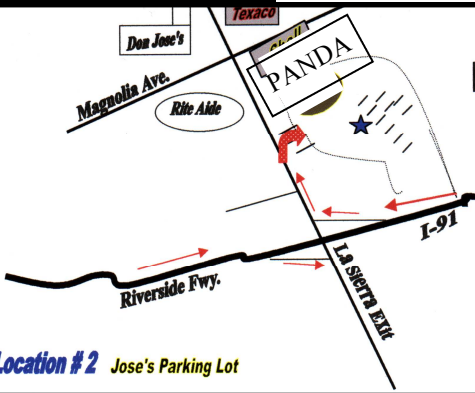 Texaco
Don Jose's
Shell
PANDA
Magnolia Ave.
Rite Aide
I-91
Riverside Fwy.
La sierra EXit
Location # 2 Jose's Parking Lot